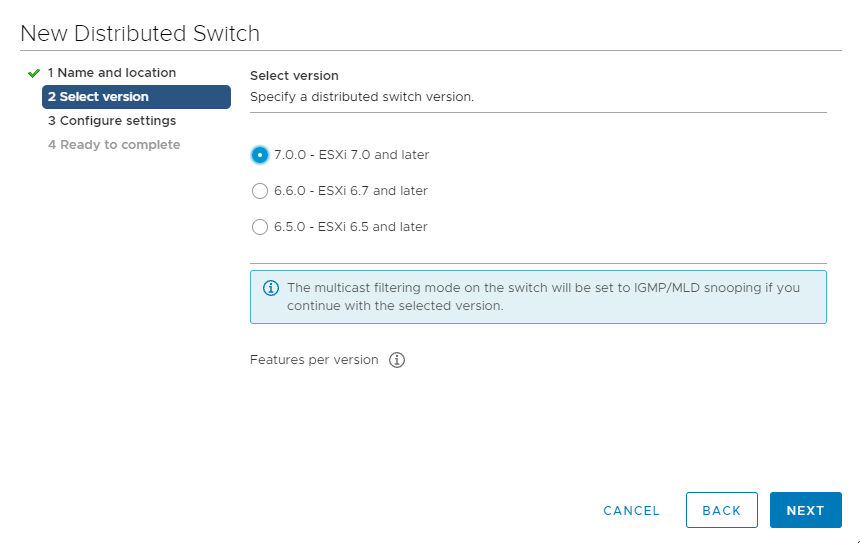 New Distributed Switch
1 Name and location
2 Select version
3 Configure settings
4 Ready to complete
Select version
Specify a distributed switch version.
7.0.0 - ESXi 7.0 and later
6.6.0 - ESXi 6.7 and later
6.5.0 - ESXi 6.5 and later
The multicast filtering mode on the switch will be set to IGMP/MLD snooping if you
continue with the selected version.
Features per version
CANCEL
BACK
NEXT